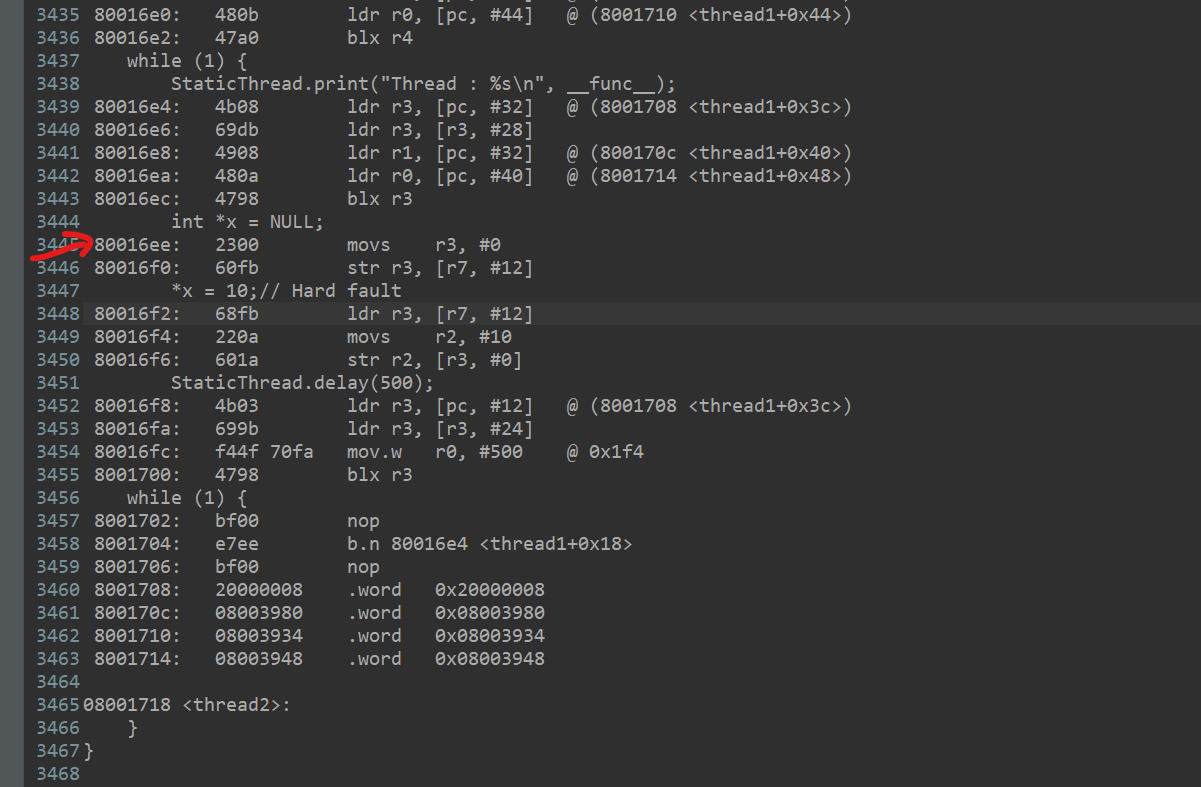 3435 80016e0: 480b ldr r0, [pc, #44] @ (8001710 <thread1+0x44>)
3436 80016e2: 47a0 blx r4
3437 while (1) {
3438 StaticThread.print("Thread : %s\n", __func__);
3439 80016e4: 4b08 ldr r3, [pc, #32] @ (8001708 <thread1+0x3c>)
3440 80016e6: 69db ldr r3, [r3, #28]
3441 80016e8: 4908 ldr r1, [pc, #32] @ (800170c <thread1+0x40>)
3442 80016ea: 480a ldr r0, [pc, #40] @ (8001714 <thread1+0x48>)
3443 80016ec: 4798 blx r3
3444 int *x = NULL;
3445 80016ee: 2300 movs r3, #0
3446 80016f0: 60fb str r3, [r7, #12]
3447 *x = 10;// Hard fault
3448 80016f2: 68fb ldr r3, [r7, #12]
3449 80016f4: 220a movs r2, #10
3450 80016f6: 601a str r2, [r3, #0]
3451 StaticThread.delay(500);
3452 80016f8: 4b03 ldr r3, [pc, #12] @ (8001708 <thread1+0x3c>)
3453 80016fa: 699b ldr r3, [r3, #24]
3454 80016fc: f44f 70fa mov.w r0, #500 @ 0x1f4
3455 8001700: 4798 blx r3
3456 while (1) {
3457 8001702: bf00 nop
3458 8001704: e7ee b.n 80016e4 <thread1+0x18>
3459 8001706: bf00 nop
3460 8001708: 20000008 .word 0x20000008
3461 800170c: 08003980 .word 0x08003980
3462 8001710: 08003934 .word 0x08003934
3463 8001714: 08003948 .word 0x08003948
3464
3465 08001718 <thread2>:
3466 }
3467 }
3468